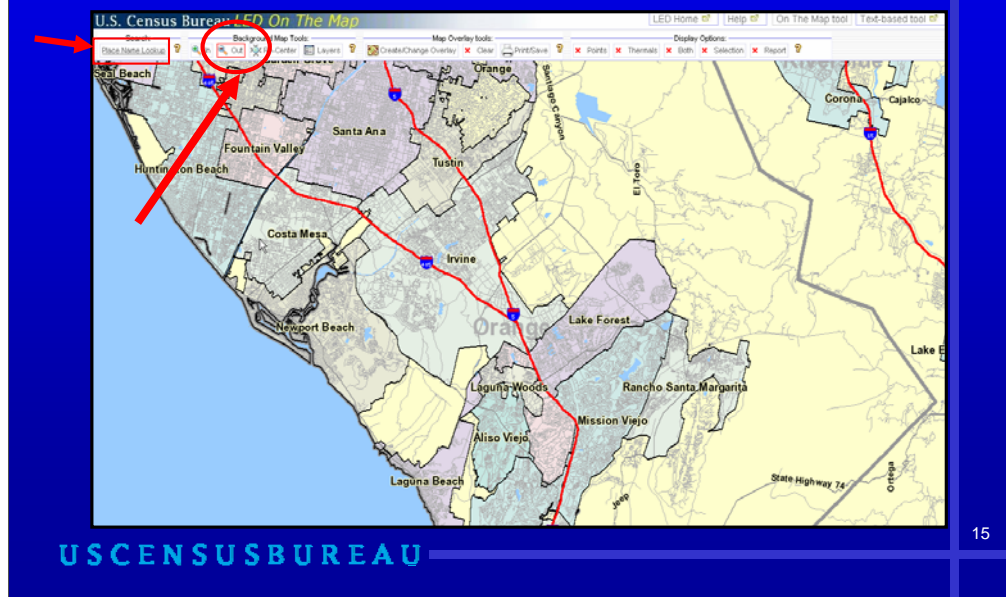 U.S. Census Bureau LED On The Map
LED Home Help On The Map tool Text-based tool
Search: Background Map Tools: Map Overlay tools: Display Options:
Place Name Lookup ? In Out Re-Center Layers ? Create/Change Overlay Clear Print/Save ? Points Thermals Both Selection Report ?
Garden Grove
Riverside
Seal Beach
Orange
Santiago Canyon
Corona
Cajalco
Santa Ana
Fountain Valley
Tustin
Huntington Beach
El Toro
Costa Mesa
Irvine
Newport Beach
Orange
Lake Forest
Lake E
Laguna Woods
Rancho Santa Margarita
Mission Viejo
Aliso Viejo
Laguna Beach
State Highway 74
Ortega
Jeep
USCENSUSBUREAU
15